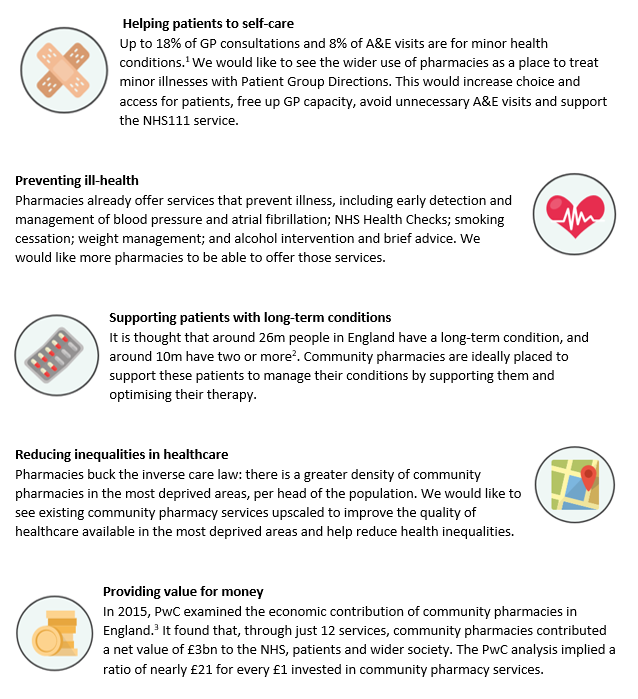 Helping patients to self-care
Up to 18% of GP consultations and 8% of A&E visits are for minor health
conditions.¹ We would like to see the wider use of pharmacies as a place to treat
minor illnesses with Patient Group Directions. This would increase choice and
access for patients, free up GP capacity, avoid unnecessary A&E visits and support
the NHS111 service.
Preventing ill-health
Pharmacies already offer services that prevent illness, including early detection and
management of blood pressure and atrial fibrillation; NHS Health Checks; smoking
cessation; weight management; and alcohol intervention and brief advice. We
would like more pharmacies to be able to offer those services.
Supporting patients with long-term conditions
It is thought that around 26m people in England have a long-term condition, and
around 10m have two or more². Community pharmacies are ideally placed to
support these patients to manage their conditions by supporting them and
optimising their therapy.
Reducing inequalities in healthcare
Pharmacies buck the inverse care law: there is a greater density of community
pharmacies in the most deprived areas, per head of the population. We would like to
see existing community pharmacy services upscaled to improve the quality of
healthcare available in the most deprived areas and help reduce health inequalities.
Providing value for money
In 2015, PwC examined the economic contribution of community pharmacies in
England.³ It found that, through just 12 services, community pharmacies contributed
a net value of £3bn to the NHS, patients and wider society. The PwC analysis implied a
ratio of nearly £21 for every £1 invested in community pharmacy services.